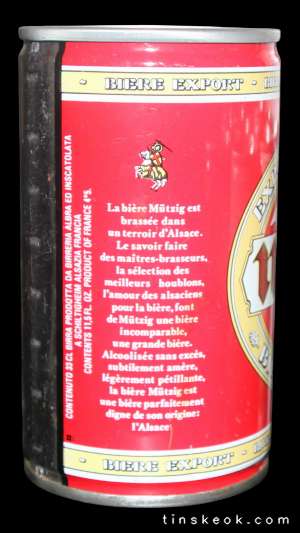 BIERE EXPORT
La bière Mützig est
brassée dans
un terroir d'Alsace.
Le savoir faire
des maîtres-brasseurs,
la sélection des
meilleurs houblons,
l'amour des alsaciens
pour la bière, font
de Mützig une bière
incomparable,
une grande bière.
Alcoolisée sans excés,
subtilement amère,
légèrement pétillante,
la bière Mützig est
une bière parfaitement
digne de son origine:
l'Alsace
CONTENUTO 33 CL BIRRA PRODOTTA DA BIRRERIA ALBRA ED INSCATOLATA
À SCHILTIGHEIM ALSAZIA FRANCIA
CONTENTS 11,5 FL. OZ. PRODUCT OF FRANCE 4°5.
BIERE EXPORT
tinskeok.com